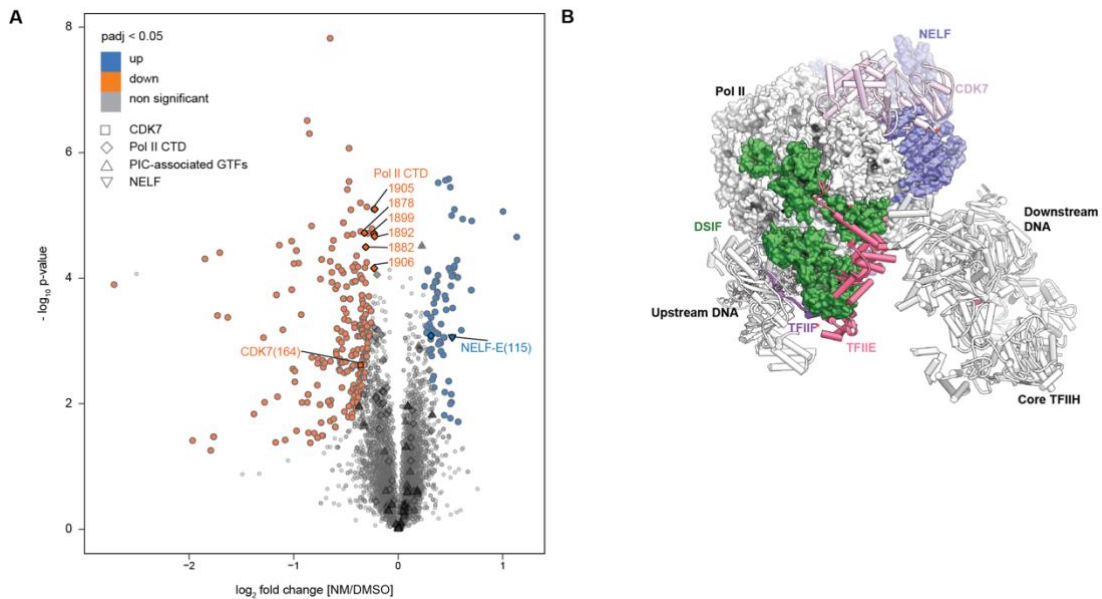 A
padj < 0.05
up
down
non significant
CDK7
Pol II CTD
PIC-associated GTFs
NELF
Pol II CTD
1905
1878
1899
1892
1882
1906
CDK7(164)
NELF-E(115)
8
6
4
2
0
- log10 p-value
−2
−1
0
1
log2 fold change [NM/DMSO]
B
NELF
CDK7
Pol II
DSIF
Downstream
DNA
Upstream DNA
TFIIF
TFIIE
Core TFIIH